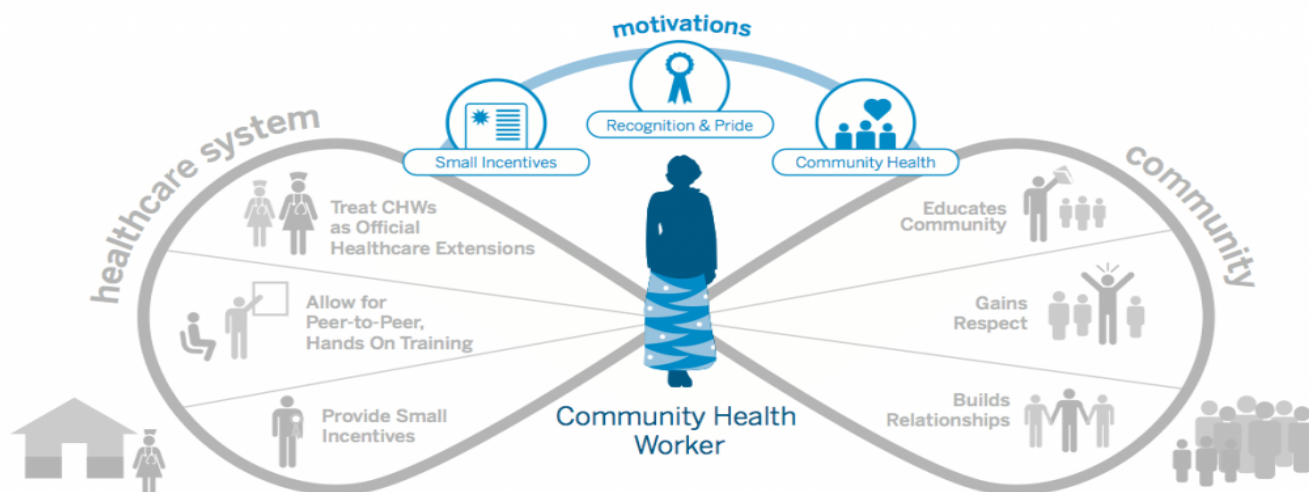 motivations
Small Incentives
Recognition & Pride
Community Health
healthcare system
Treat CHWs
as Official
Healthcare Extensions
Allow for
Peer-to-Peer,
Hands On Training
Provide Small
Incentives
Community Health
Worker
community
Educates
Community
Gains
Respect
Builds
Relationships